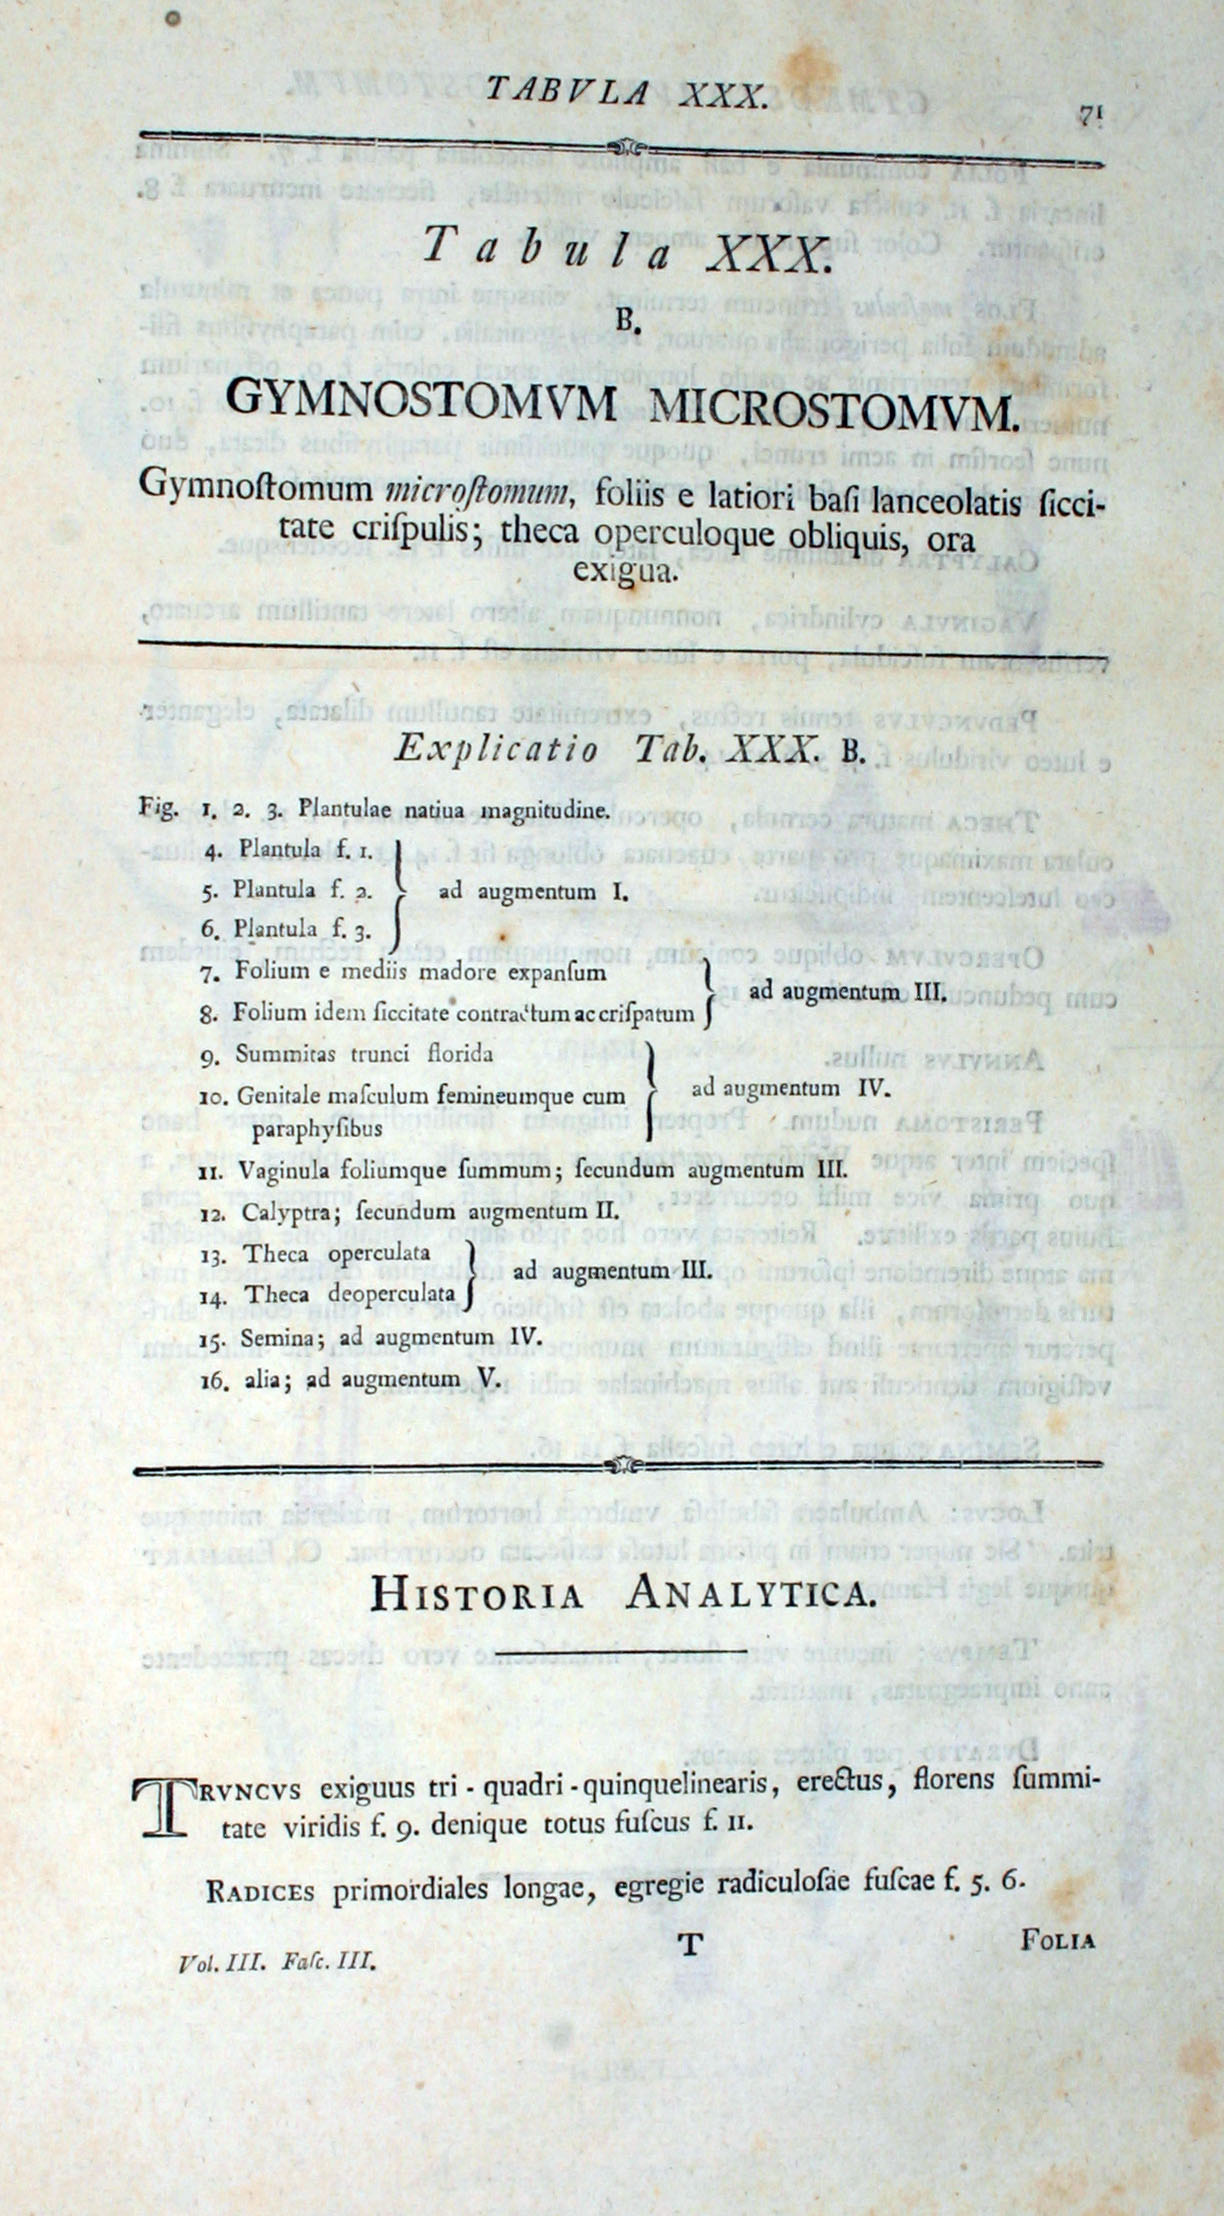 TABVLA XXX.
71
Tabula XXX.
B.
GYMNOSTOMVM MICROSTOMVM.
Gymnoſtomum microſtomum, foliis e latiori baſi lanceolatis ſicci-
tate criſpulis; theca operculoque obliquis, ora
exigua.
Explicatio Tab. XXX. B.
Fig. 1. 2. 3. Plantulae natiua magnitudine.
4. Plantula f. 1.
5. Plantula f. 2. ad augmentum I.
6. Plantula f. 3.
7. Folium e mediis madore expanſum
ad augmentum III.
8. Folium idem ſiccitate contractum ac criſpatum
9. Summitas trunci florida
ad augmentum IV.
10. Genitale maſculum femineumque cum
paraphyſibus
11. Vaginula foliumque ſummum; ſecundum augmentum III.
12. Calyptra; ſecundum augmentum II.
13. Theca operculata
ad augmentum III.
14. Theca deoperculata
15. Semina; ad augmentum IV.
16. alia; ad augmentum V.
HISTORIA ANALYTICA.
TRVNCVS exiguus tri-quadri-quinquelinearis, erectus, florens ſummi-
tate viridis f. 9. denique totus fuſcus f. 11.
RADICES primordiales longae, egregie radiculoſae fuſcae f. 5. 6.
T
FOLIA
Vol. III. Faſc. III.